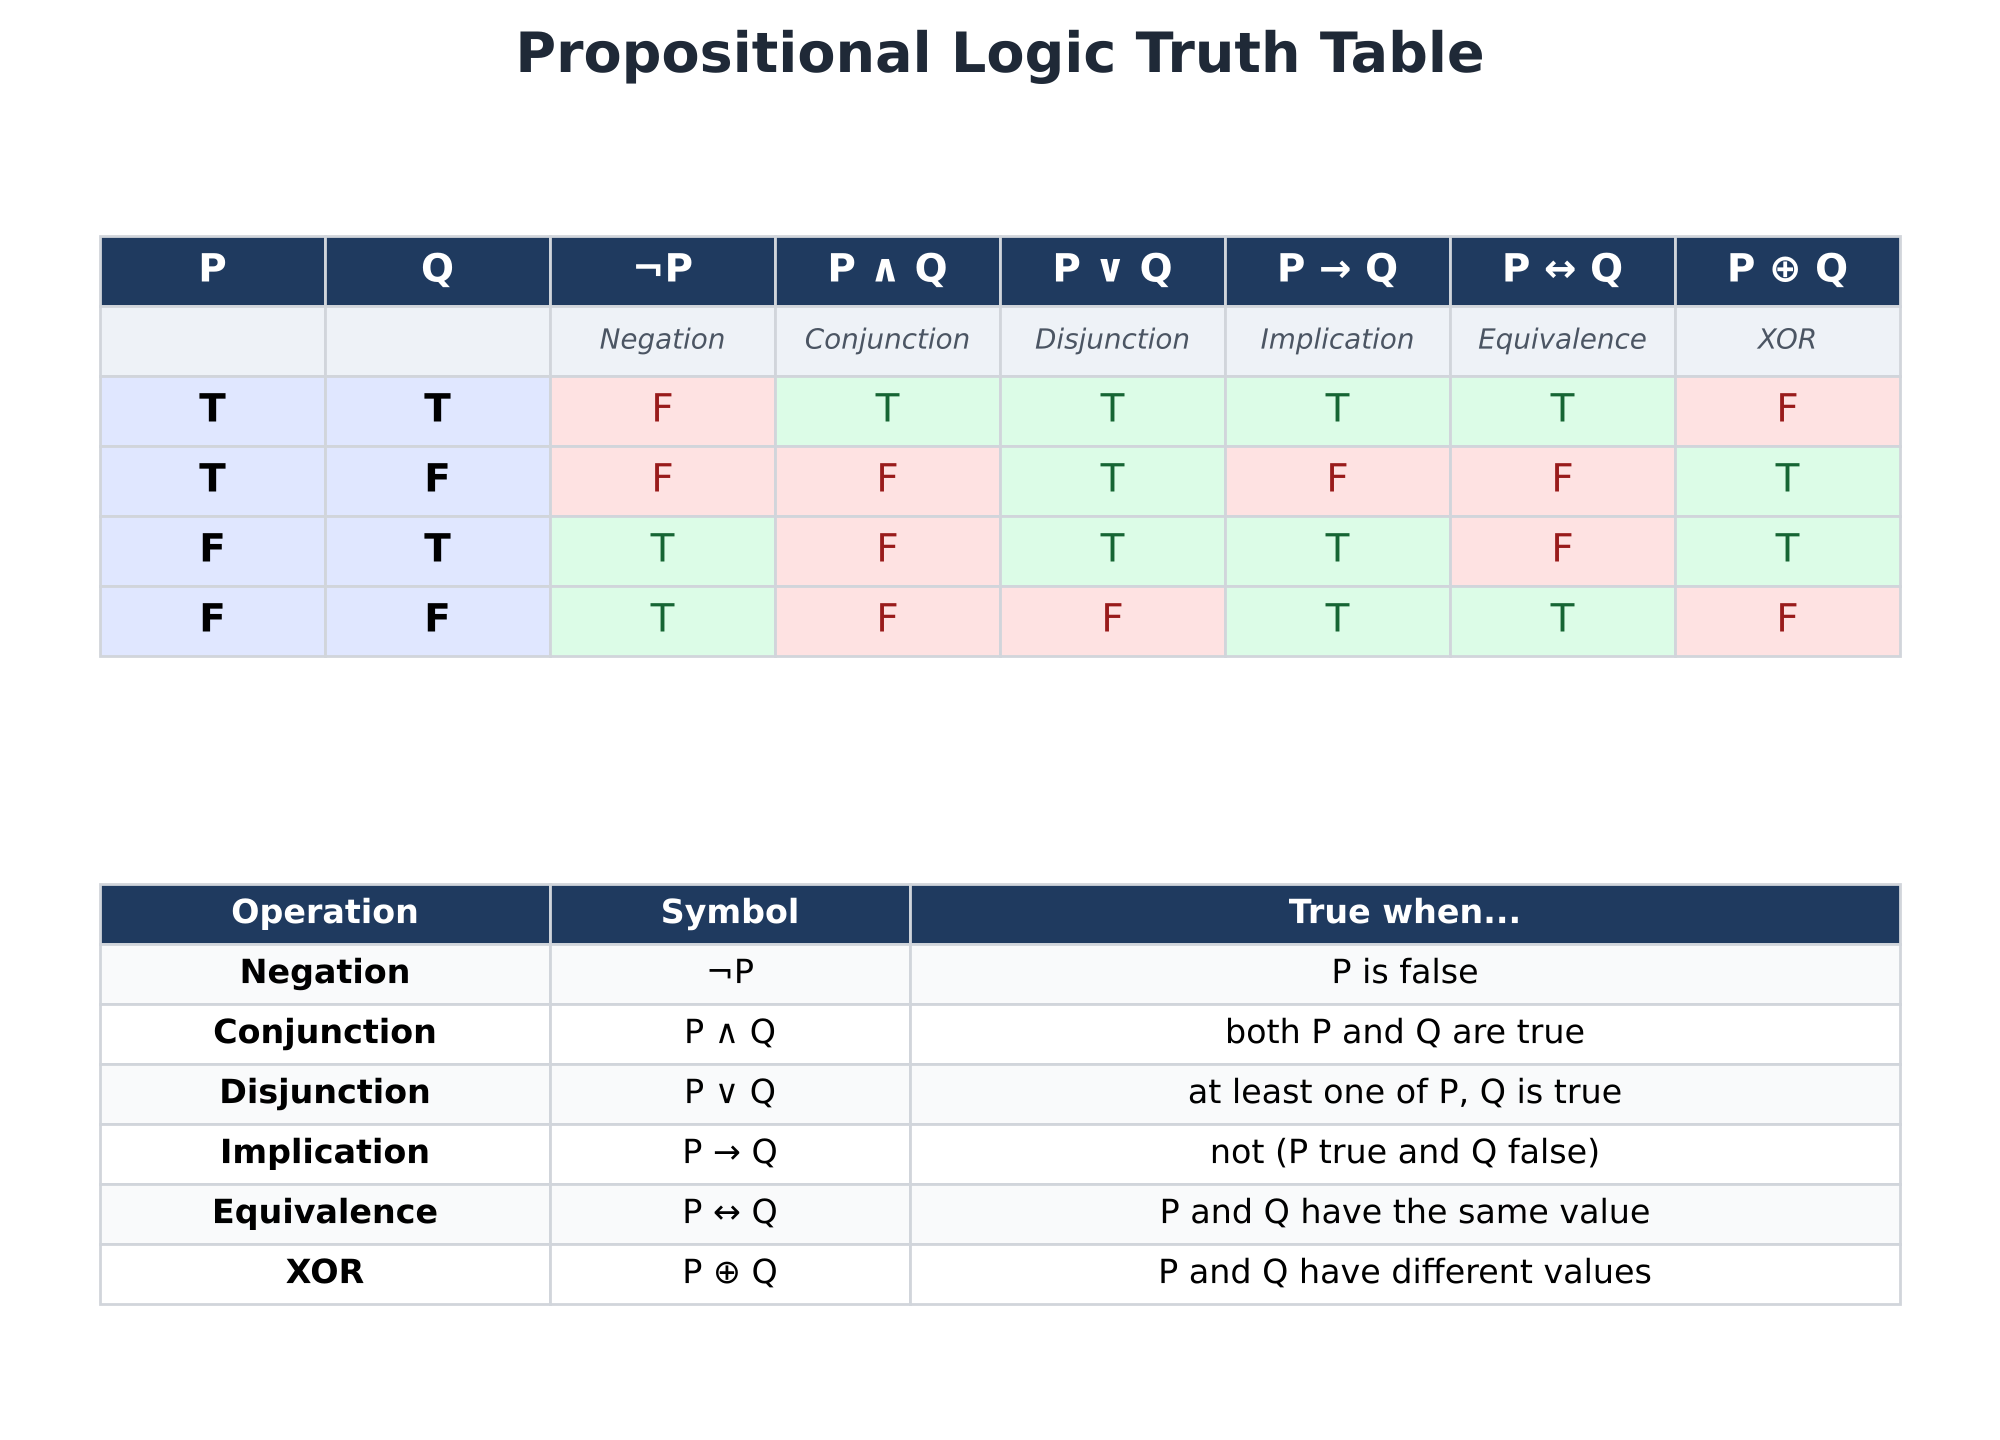 Propositional Logic Truth Table
P Q ¬P P ∧ Q P ∨ Q P → Q P ↔ Q P ⊕ Q
Negation Conjunction Disjunction Implication Equivalence XOR
T T F T T T T F
T F F F T F F T
F T T F T T F T
F F T F F T T F
Operation Symbol True when...
Negation ¬P P is false
Conjunction P ∧ Q both P and Q are true
Disjunction P ∨ Q at least one of P, Q is true
Implication P → Q not (P true and Q false)
Equivalence P ↔ Q P and Q have the same value
XOR P ⊕ Q P and Q have different values